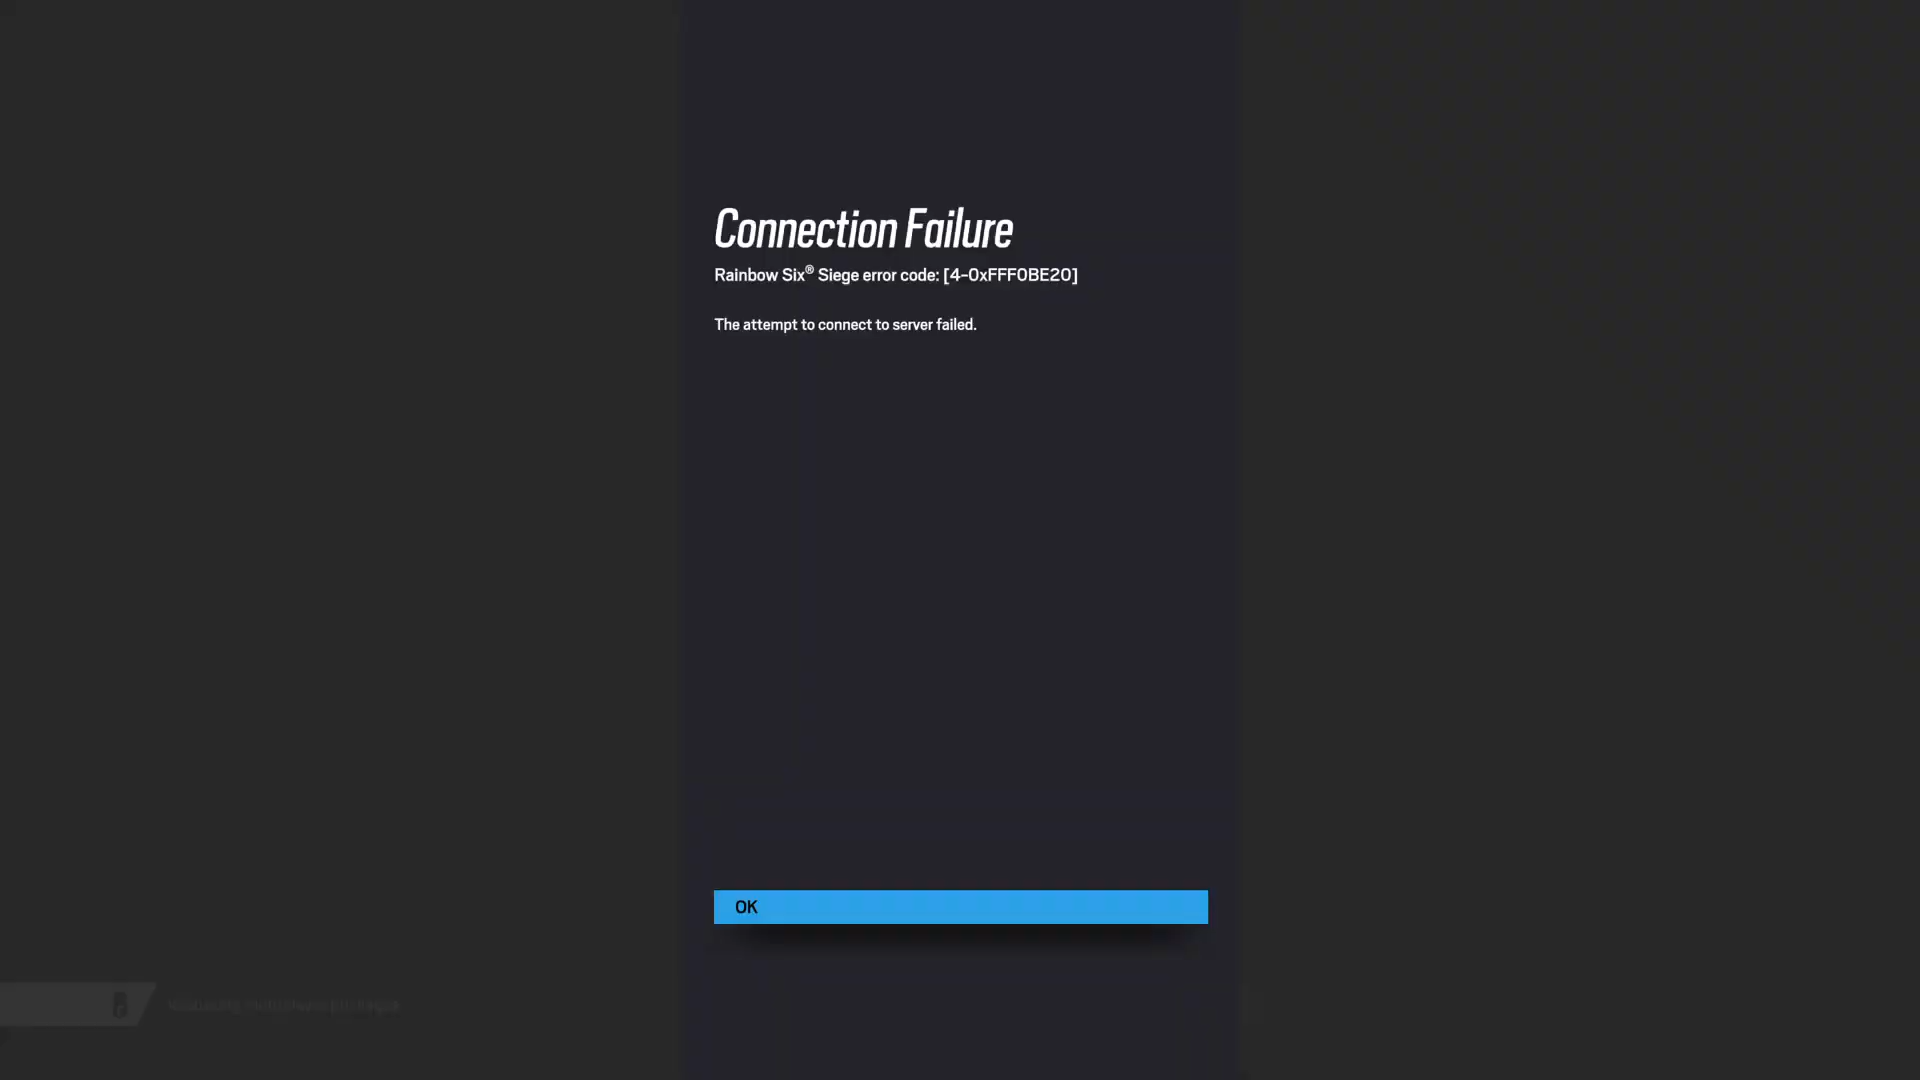 Connection Failure
Rainbow Six® Siege error code: [4-0xFFF0BE20]
The attempt to connect to server failed.
OK